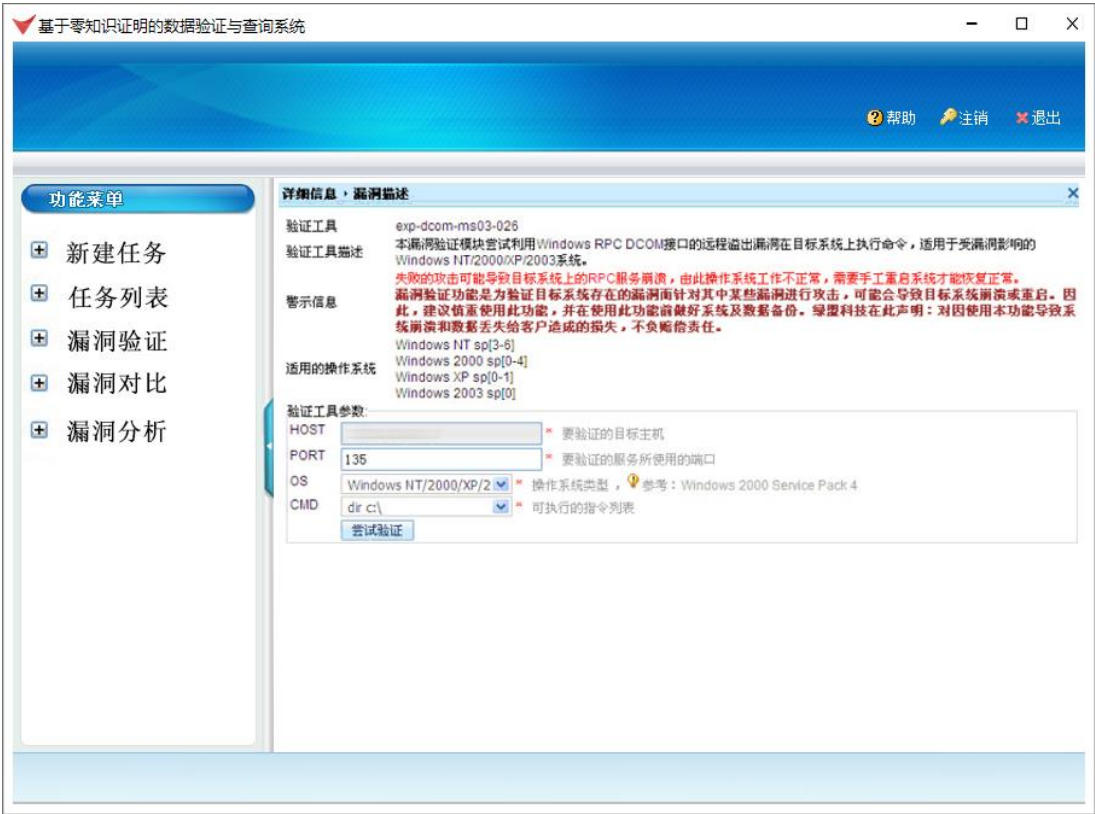 基于零知识证明的数据验证与查询系统
帮助 注销 退出
功能菜单
新建任务
任务列表
漏洞验证
漏洞对比
漏洞分析
详细信息 › 漏洞描述
验证工具 exp-dcom-ms03-026
验证工具描述 本漏洞验证模块尝试利用Windows RPC DCOM接口的远程溢出漏洞在目标系统上执行命令，适用于受漏洞影响的
Windows NT/2000/XP/2003系统。
警示信息
失败的攻击可能导致目标系统上的RPC服务崩溃，由此操作系统工作不正常，需要手工重启系统才能恢复正常。
漏洞验证功能是为验证目标系统存在的漏洞而针对其中某些漏洞进行攻击，可能会导致目标系统崩溃或重启。因
此，建议慎重使用此功能，并在使用此功能前做好系统及数据备份。绿盟科技在此声明：对因使用本功能导致系
统崩溃和数据丢失给客户造成的损失，不负赔偿责任。
适用的操作系统
Windows NT sp[3-6]
Windows 2000 sp[0-4]
Windows XP sp[0-1]
Windows 2003 sp[0]
验证工具参数:
HOST * 要验证的目标主机
PORT 135 * 要验证的服务所使用的端口
OS Windows NT/2000/XP/2 * 操作系统类型，参考：Windows 2000 Service Pack 4
CMD dir c:\ * 可执行的指令列表
尝试验证